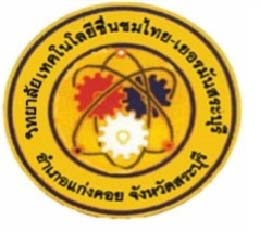 วิทยาลัยเทคโนโลยีชื่นชมไทย-เยอรมันสระบุรี
อำเภอแก่งคอย จังหวัดสระบุรี